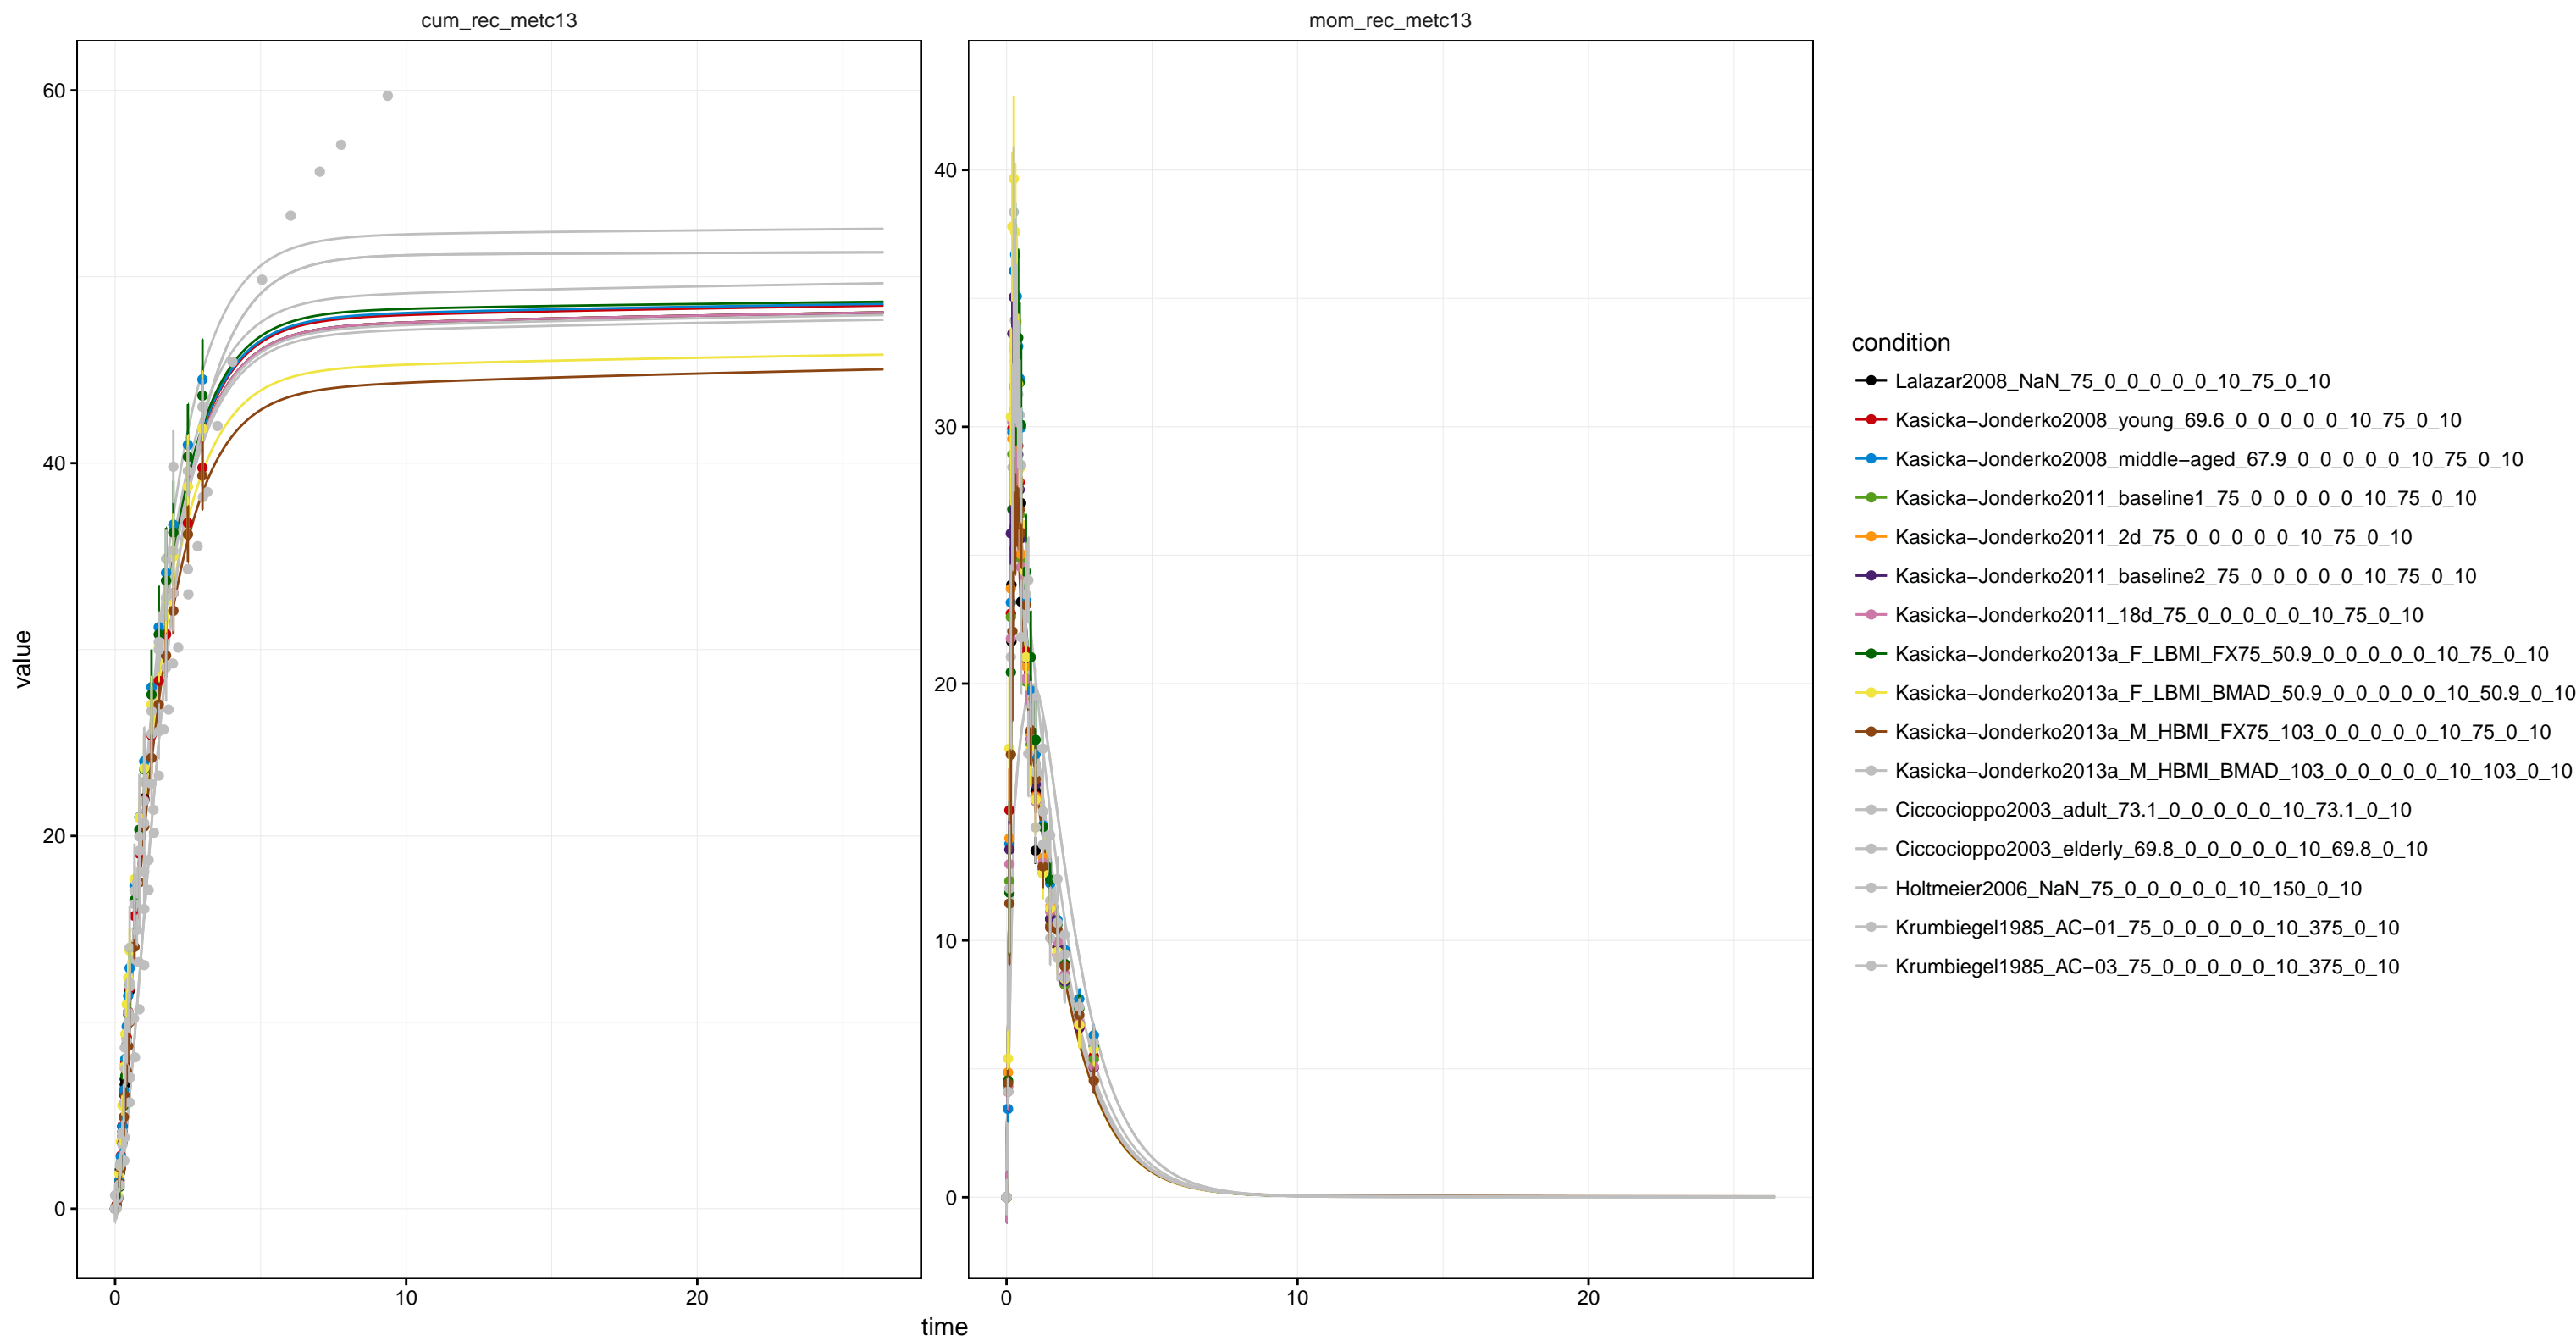 cum_rec_metc13
mom_rec_metc13
60
40
20
0
40
30
20
10
0
value
0
10
20
0
10
20
time
condition
Lalazar2008_NaN_75_0_0_0_0_0_10_75_0_10
Kasicka−Jonderko2008_young_69.6_0_0_0_0_0_10_75_0_10
Kasicka−Jonderko2008_middle−aged_67.9_0_0_0_0_0_10_75_0_10
Kasicka−Jonderko2011_baseline1_75_0_0_0_0_0_10_75_0_10
Kasicka−Jonderko2011_2d_75_0_0_0_0_0_10_75_0_10
Kasicka−Jonderko2011_baseline2_75_0_0_0_0_0_10_75_0_10
Kasicka−Jonderko2011_18d_75_0_0_0_0_0_10_75_0_10
Kasicka−Jonderko2013a_F_LBMI_FX75_50.9_0_0_0_0_0_10_75_0_10
Kasicka−Jonderko2013a_F_LBMI_BMAD_50.9_0_0_0_0_0_10_50.9_0_10
Kasicka−Jonderko2013a_M_HBMI_FX75_103_0_0_0_0_0_10_75_0_10
Kasicka−Jonderko2013a_M_HBMI_BMAD_103_0_0_0_0_0_10_103_0_10
Ciccocioppo2003_adult_73.1_0_0_0_0_0_10_73.1_0_10
Ciccocioppo2003_elderly_69.8_0_0_0_0_0_10_69.8_0_10
Holtmeier2006_NaN_75_0_0_0_0_0_10_150_0_10
Krumbiegel1985_AC−01_75_0_0_0_0_0_10_375_0_10
Krumbiegel1985_AC−03_75_0_0_0_0_0_10_375_0_10